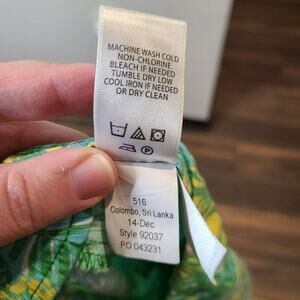 MACHINE WASH COLD
NON-CHLORINE
BLEACH IF NEEDED
TUMBLE DRY LOW
COOL IRON IF NEEDED
OR DRY CLEAN
P
516
Colombo, Sri Lanka
14-Dec
Style 92037
PO 043231